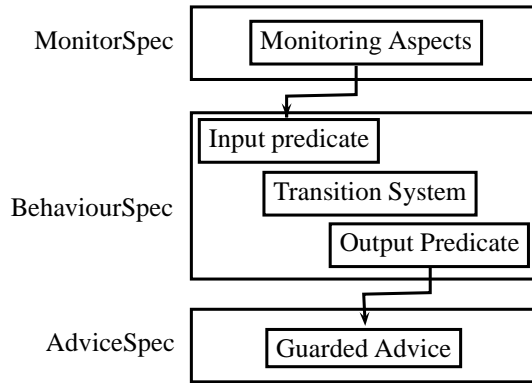 MonitorSpec
Monitoring Aspects
Input predicate
Transition System
BehaviourSpec
Output Predicate
AdviceSpec
Guarded Advice